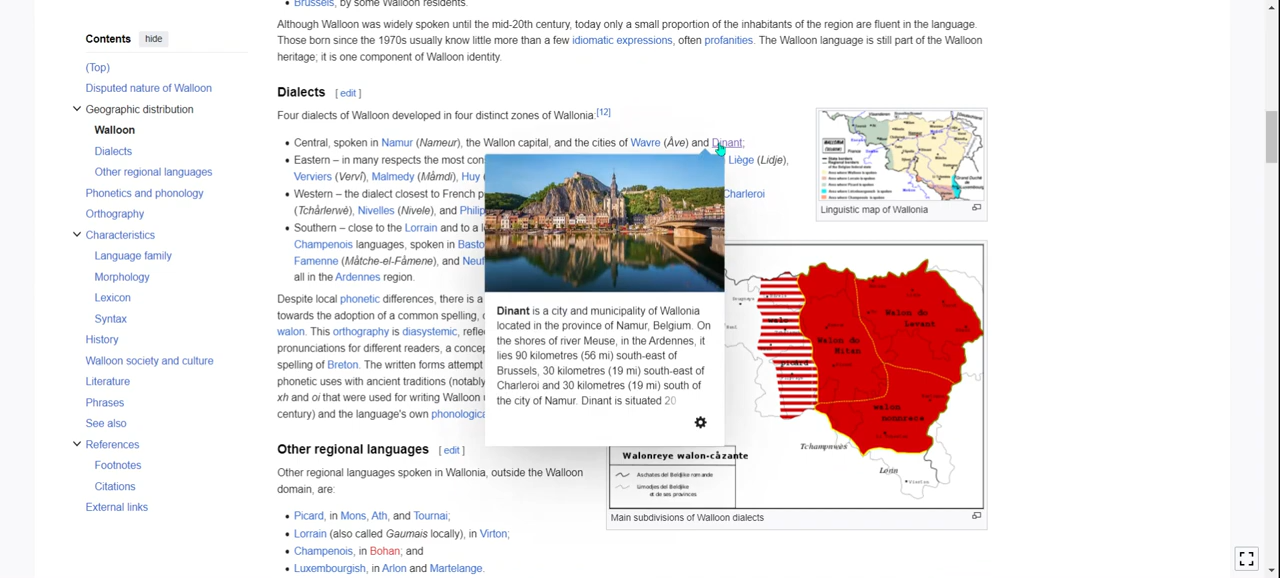 Contents hide
(Top)
Disputed nature of Walloon
Geographic distribution
Walloon
Dialects
Other regional languages
Phonetics and phonology
Orthography
Characteristics
Language family
Morphology
Lexicon
Syntax
History
Walloon society and culture
Literature
Phrases
See also
References
Footnotes
Citations
External links
Brussels, by some Walloon residents.
Although Walloon was widely spoken until the mid-20th century, today only a small proportion of the inhabitants of the region are fluent in the language.
Those born since the 1970s usually know little more than a few idiomatic expressions, often profanities. The Walloon language is still part of the Walloon
heritage; it is one component of Walloon identity.
Dialects [ edit ]
Four dialects of Walloon developed in four distinct zones of Wallonia:[12]
• Central, spoken in Namur (Nameur), the Walloon capital, and the cities of Wavre (Åve) and Dinant;
• Eastern – in many respects the most con
Liège (Lidje),
Verviers (Vervî), Malmedy (Måmdi), Huy (
• Western – the dialect closest to French p
Charleroi
(Tchålerwè), Nivelles (Nivele), and Philip
• Southern – close to the Lorrain and to a l
Champenois languages, spoken in Basto
Famenne (Måtche-el-Fåmene), and Neuf
all in the Ardennes region.
Despite local phonetic differences, there is a
towards the adoption of a common spelling,
walon. This orthography is diasystemic, refle
pronunciations for different readers, a concep
spelling of Breton. The written forms attempt
phonetic uses with ancient traditions (notably
xh and oi that were used for writing Walloon
century) and the language's own phonologica
Dinant is a city and municipality of Wallonia
located in the province of Namur, Belgium. On
the shores of river Meuse, in the Ardennes, it
lies 90 kilometres (56 mi) south-east of
Brussels, 30 kilometres (19 mi) south-east of
Charleroi and 30 kilometres (19 mi) south of
the city of Namur. Dinant is situated 20
Linguistic map of Wallonia
Walon do
Levant
Walon do
Mitan
walon
nonnrece
Tchampnwès
Lorin
Walonreye walon-cåzante
Main subdivisions of Walloon dialects
Other regional languages [ edit ]
Other regional languages spoken in Wallonia, outside the Walloon
domain, are:
• Picard, in Mons, Ath, and Tournai;
• Lorrain (also called Gaumais locally), in Virton;
• Champenois, in Bohan; and
• Luxembourgish, in Arlon and Martelange.